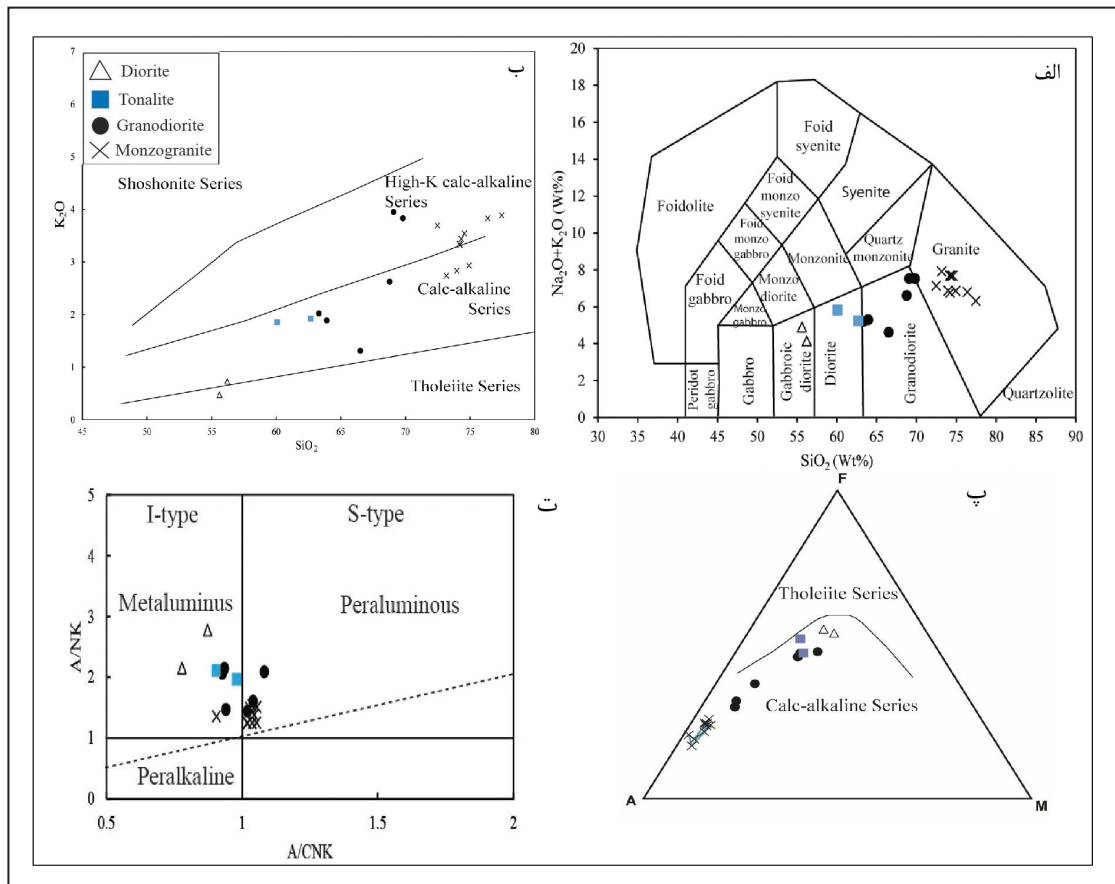 ب
7
6
5
4
3
2
1
0
K₂O
Diorite
Tonalite
Granodiorite
Monzogranite
Shoshonite Series
High-K calc-alkaline
Series
Calc-alkaline
Series
Tholeiite Series
45 50 55 60 65 70 75 80
SiO₂
الف
20
18
16
14
12
10
8
6
4
2
0
Na₂O+K₂O (Wt%)
Foid
syenite
Foidolite
Foid
monzo
syenite
Syenite
Foid
monzo
gabbro
Quartz
monzonite
Granite
Monzonite
Foid
gabbro
Monzo
diorite
Monzo
gabbro
Peridot
gabbro
Gabbro
Gabbroic
diorite
Diorite
Granodiorite
Quartzolite
30 35 40 45 50 55 60 65 70 75 80 85 90
SiO₂ (Wt%)
ت
5
4
3
2
1
0
A/NK
I-type
S-type
Metaluminus
Peraluminous
Peralkaline
0.5 1 1.5 2
A/CNK
پ
F
Tholeiite Series
Calc-alkaline Series
A
M